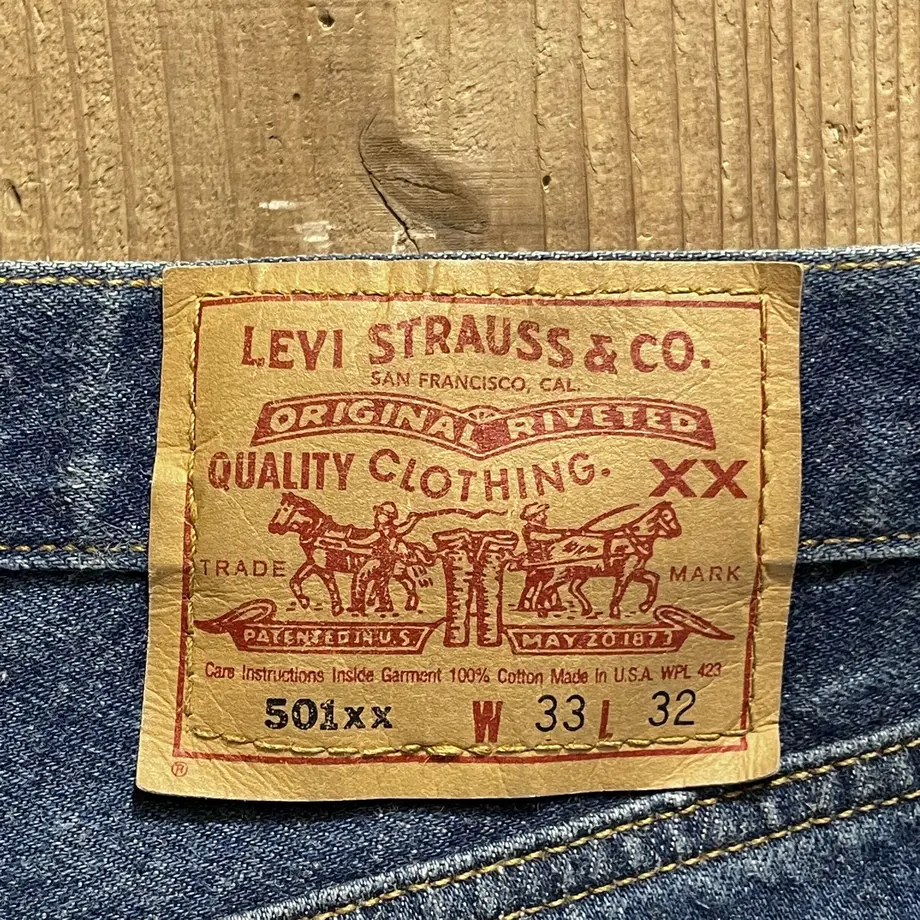 LEVI STRAUSS & CO.
SAN FRANCISCO, CAL.
ORIGINAL RIVETED
QUALITY CLOTHING. XX
TRADE MARK
PATENTED IN U.S. MAY 20 1873
Care Instructions Inside Garment 100% Cotton Made In U.S.A. WPL 423
501xx W 33 L 32
®